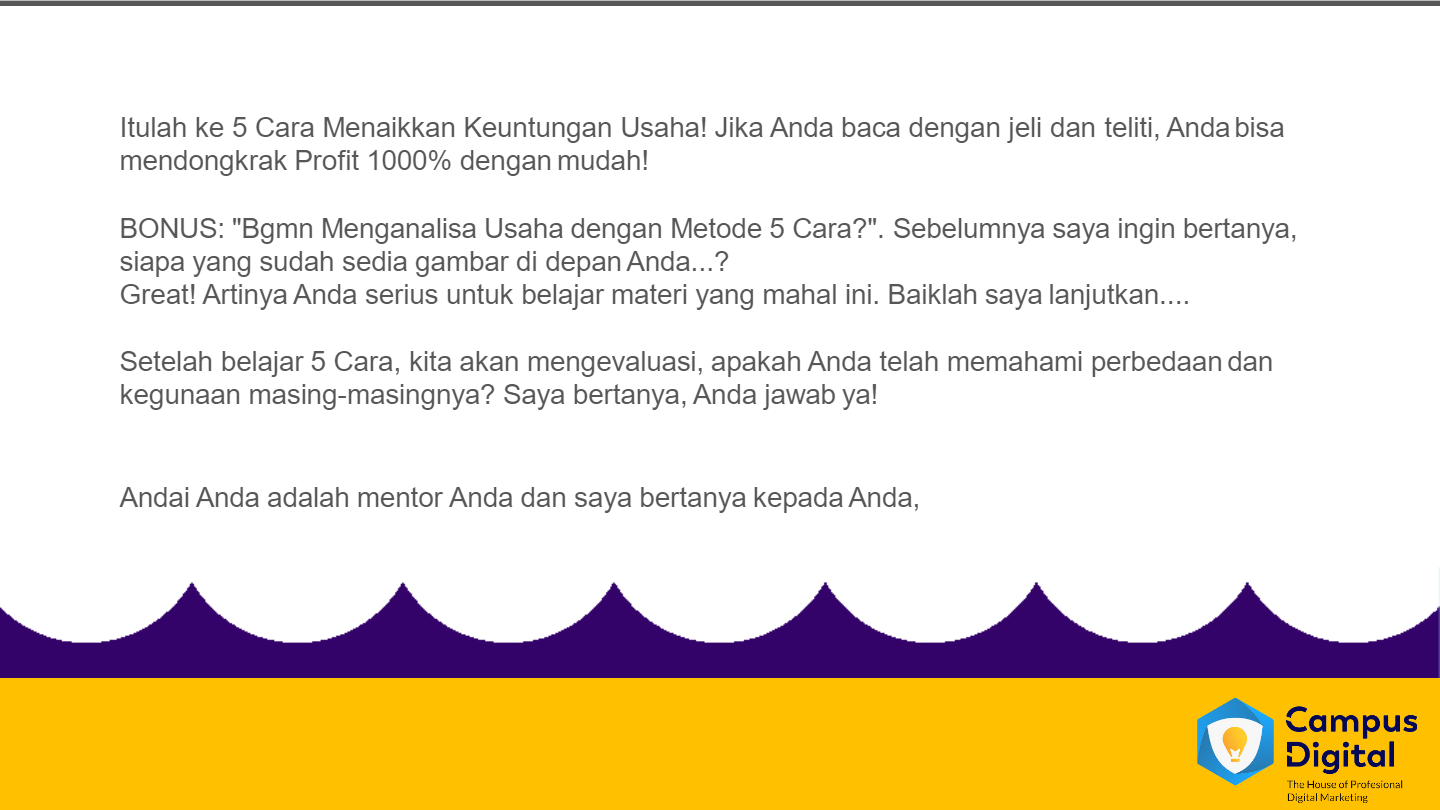 Itulah ke 5 Cara Menaikkan Keuntungan Usaha! Jika Anda baca dengan jeli dan teliti, Anda bisa
mendongkrak Profit 1000% dengan mudah!
BONUS: "Bgmn Menganalisa Usaha dengan Metode 5 Cara?". Sebelumnya saya ingin bertanya,
siapa yang sudah sedia gambar di depan Anda...?
Great! Artinya Anda serius untuk belajar materi yang mahal ini. Baiklah saya lanjutkan....
Setelah belajar 5 Cara, kita akan mengevaluasi, apakah Anda telah memahami perbedaan dan
kegunaan masing-masingnya? Saya bertanya, Anda jawab ya!
Andai Anda adalah mentor Anda dan saya bertanya kepada Anda,
Campus
Digital
The House of Profesional
Digital Marketing